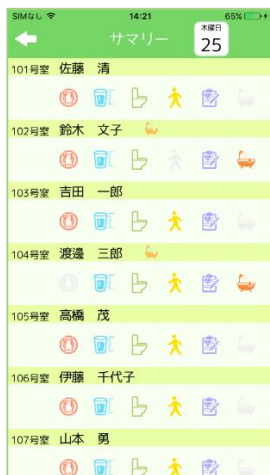 SIMなし 14:21 65%
サマリー 木曜日 25
101号室 佐藤 清
102号室 鈴木 文子
103号室 吉田 一郎
104号室 渡邊 三郎
105号室 高橋 茂
106号室 伊藤 千代子
107号室 山本 勇